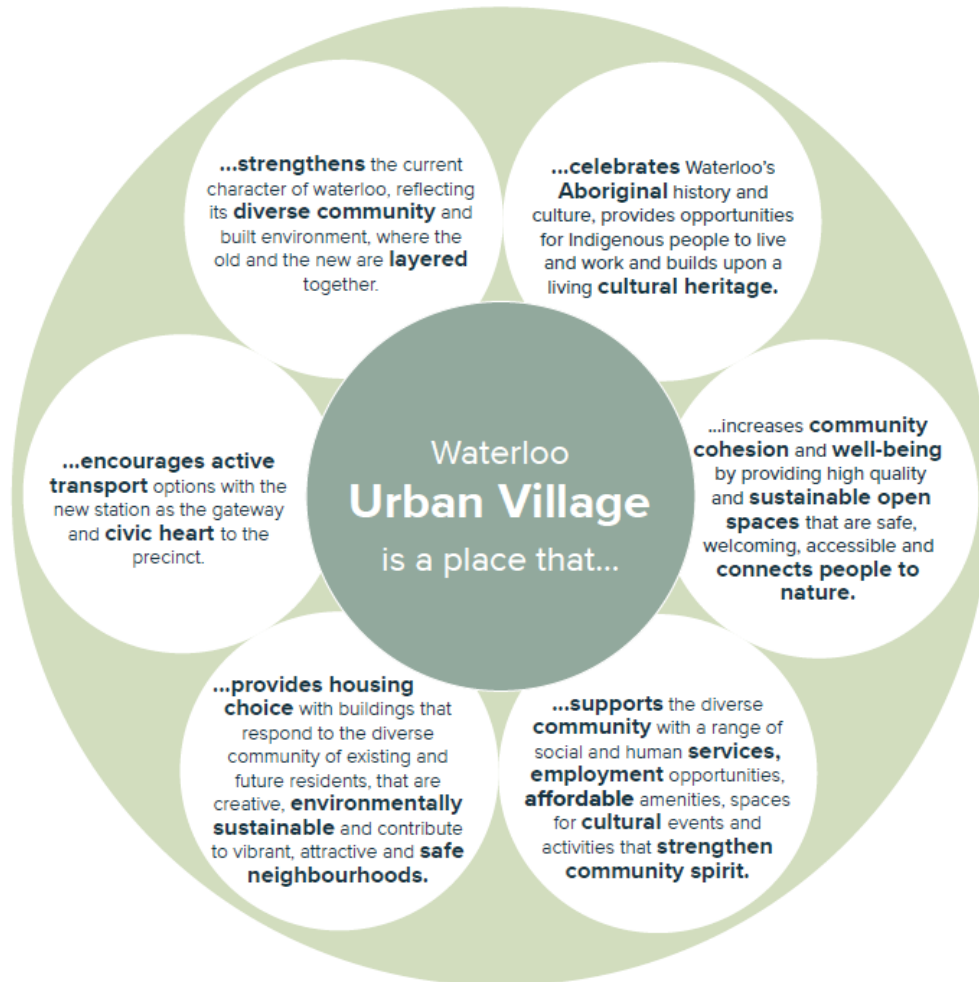 Waterloo
Urban Village
is a place that...
...strengthens the current
character of waterloo, reflecting
its diverse community and
built environment, where the
old and the new are layered
together.
...celebrates Waterloo's
Aboriginal history and
culture, provides opportunities
for Indigenous people to live
and work and builds upon a
living cultural heritage.
...increases community
cohesion and well-being
by providing high quality
and sustainable open
spaces that are safe,
welcoming, accessible and
connects people to
nature.
...supports the diverse
community with a range of
social and human services,
employment opportunities,
affordable amenities, spaces
for cultural events and
activities that strengthen
community spirit.
...provides housing
choice with buildings that
respond to the diverse
community of existing and
future residents, that are
creative, environmentally
sustainable and contribute
to vibrant, attractive and safe
neighbourhoods.
...encourages active
transport options with the
new station as the gateway
and civic heart to the
precinct.